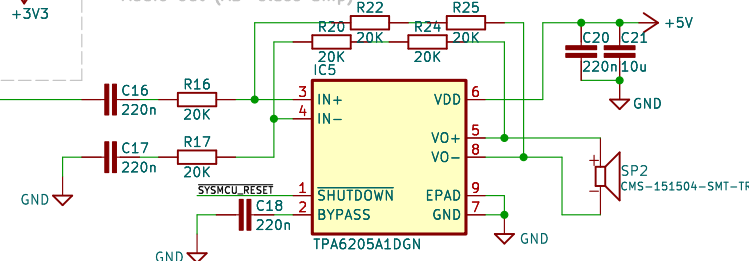 +3V3
R22
20K
R25
20K
R20
20K
R24
20K
IC5
C20
220n
C21
10u
+5V
GND
C16
220n
R16
20K
3
IN+
4
IN-
VDD
6
C17
220n
R17
20K
VO+
5
VO-
8
GND
SYSMCU_RESET
1
SHUTDOWN
2
BYPASS
EPAD
9
GND
7
C18
220n
GND
GND
SP2
CMS-151504-SMT-TR
+
-
TPA6205A1DGN